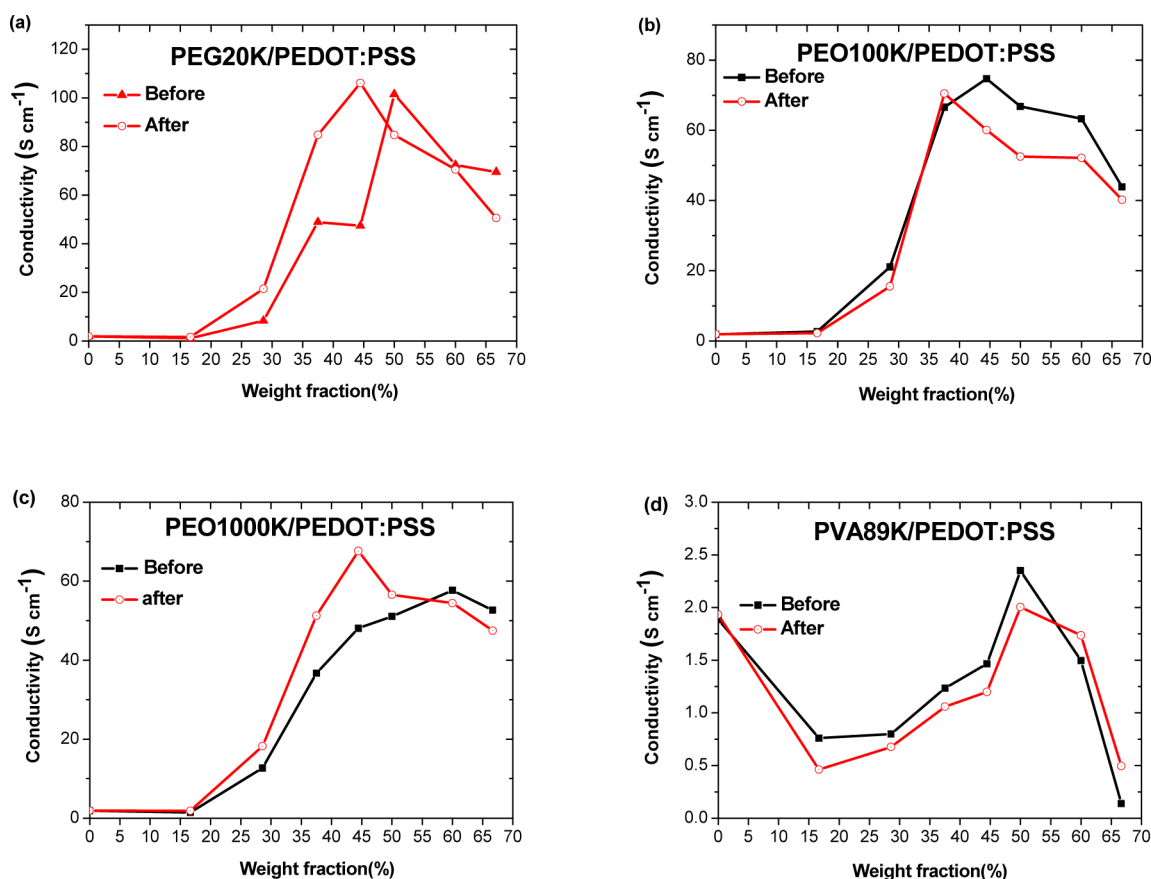 (a)
PEG20K/PEDOT:PSS
Before
After
Conductivity (S cm⁻¹)
120
100
80
60
40
20
0
0 5 10 15 20 25 30 35 40 45 50 55 60 65 70
Weight fraction(%)
(b)
PEO100K/PEDOT:PSS
Before
After
Conductivity (S cm⁻¹)
80
60
40
20
0
0 5 10 15 20 25 30 35 40 45 50 55 60 65 70
Weight fraction(%)
(c)
PEO1000K/PEDOT:PSS
Before
after
Conductivity (S cm⁻¹)
80
60
40
20
0
0 5 10 15 20 25 30 35 40 45 50 55 60 65 70
Weight fraction(%)
(d)
PVA89K/PEDOT:PSS
Before
After
Conductivity (S cm⁻¹)
3.0
2.5
2.0
1.5
1.0
0.5
0.0
0 5 10 15 20 25 30 35 40 45 50 55 60 65 70
Weight fraction(%)